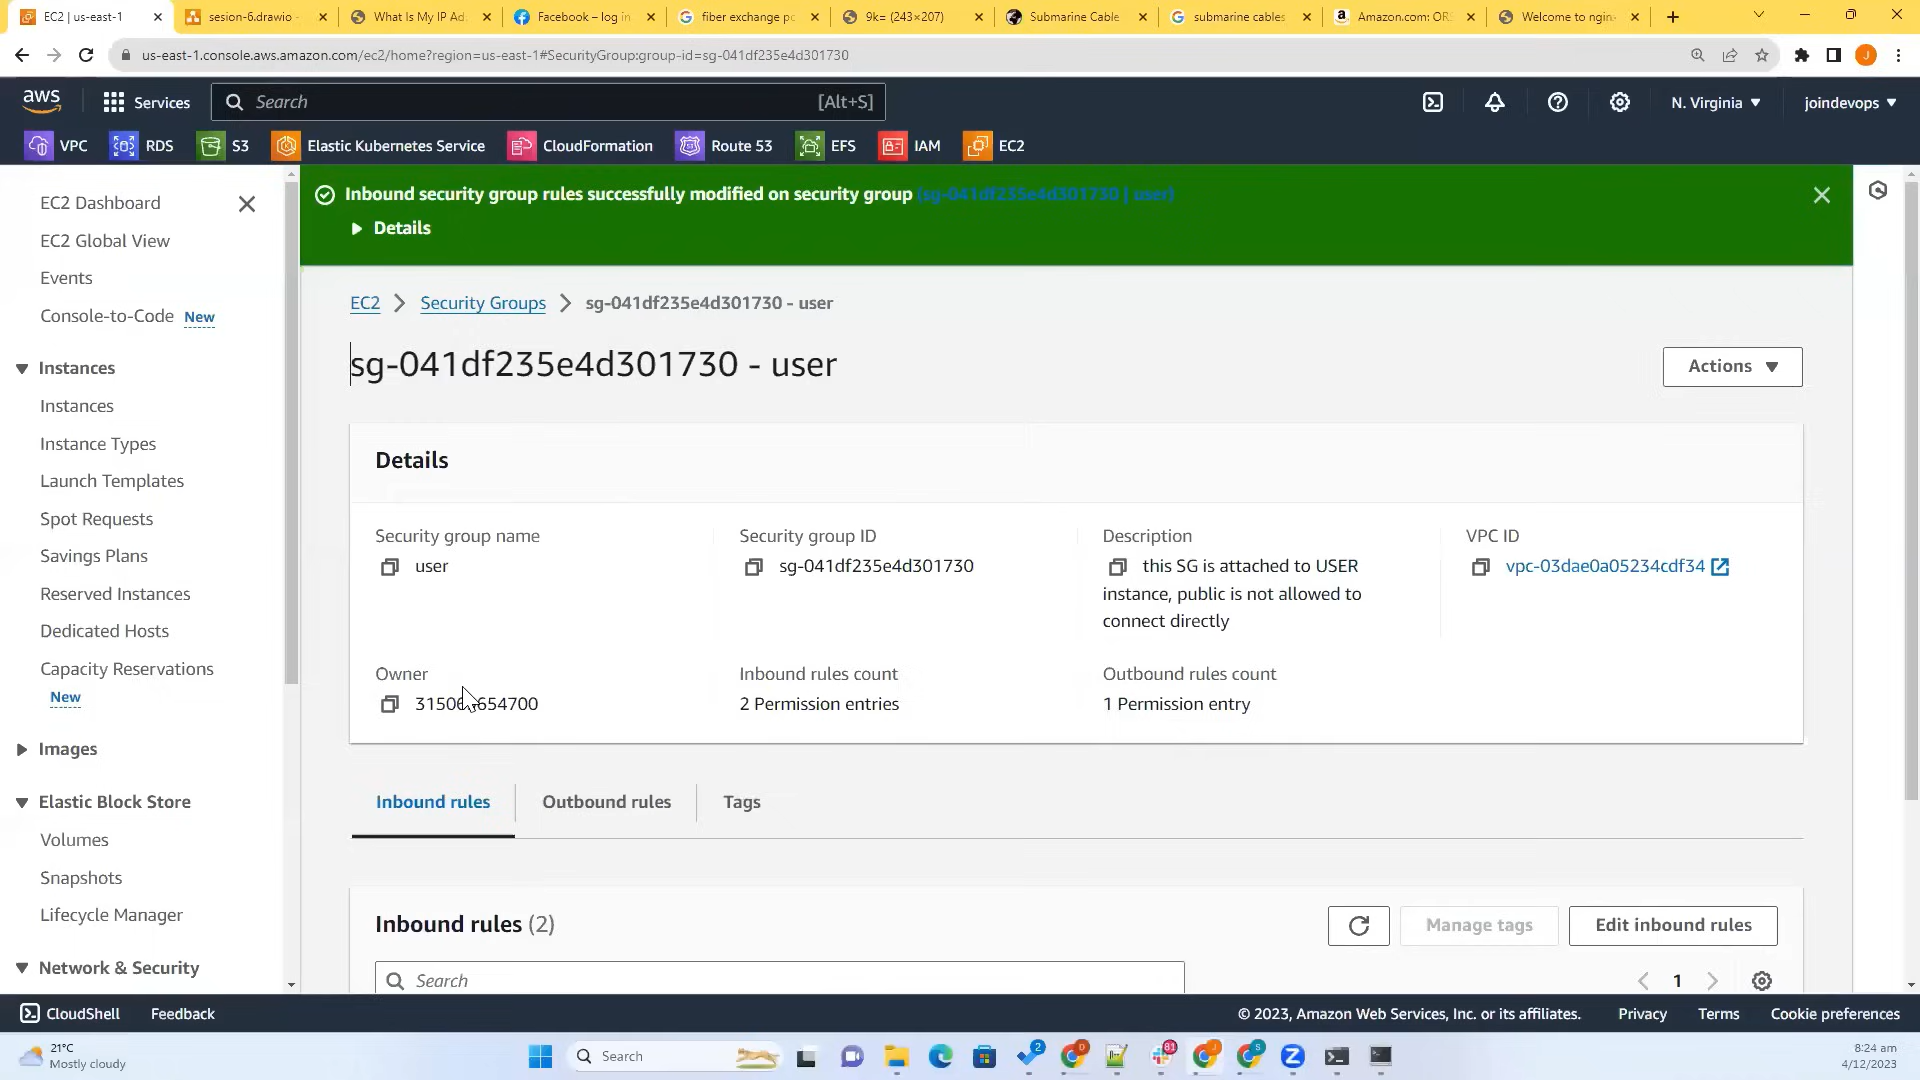 EC2 | us-east-1
sesion-6.drawio
What Is My IP Ad
Facebook – log in
fiber exchange po
9k= (243×207)
Submarine Cable
submarine cables
Amazon.com: ORS
Welcome to ngin
us-east-1.console.aws.amazon.com/ec2/home?region=us-east-1#SecurityGroup:group-id=sg-041df235e4d301730
J
aws
Services
Search
[Alt+S]
N. Virginia
joindevops
VPC
RDS
S3
Elastic Kubernetes Service
CloudFormation
Route 53
EFS
IAM
EC2
EC2 Dashboard
EC2 Global View
Events
Console-to-Code New
Instances
Instances
Instance Types
Launch Templates
Spot Requests
Savings Plans
Reserved Instances
Dedicated Hosts
Capacity Reservations
New
Images
Elastic Block Store
Volumes
Snapshots
Lifecycle Manager
Network & Security
Inbound security group rules successfully modified on security group (sg-041df235e4d301730 | user)
Details
EC2 > Security Groups > sg-041df235e4d301730 - user
sg-041df235e4d301730 - user
Actions
Details
Security group name
user
Security group ID
sg-041df235e4d301730
Description
this SG is attached to USER
instance, public is not allowed to
connect directly
VPC ID
vpc-03dae0a05234cdf34
Owner
Inbound rules count
2 Permission entries
Outbound rules count
1 Permission entry
Inbound rules
Outbound rules
Tags
Inbound rules (2)
Manage tags
Edit inbound rules
Search
1
CloudShell
Feedback
© 2023, Amazon Web Services, Inc. or its affiliates.
Privacy
Terms
Cookie preferences
21°C
Mostly cloudy
Search
2
D
81
J
S
8:24 am
4/12/2023